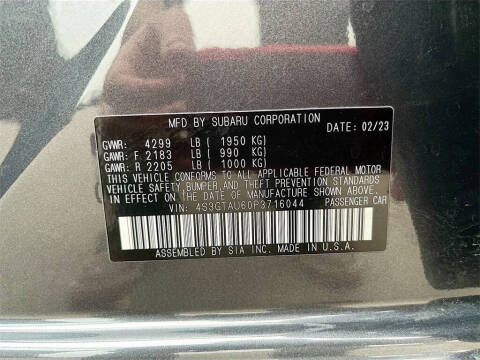 MFD BY SUBARU CORPORATION
DATE: 02/23
GVWR: 4299 LB ( 1950 KG)
GAWR: F 2183 LB ( 990 KG)
GAWR: R 2205 LB ( 1000 KG)
THIS VEHICLE CONFORMS TO ALL APPLICABLE FEDERAL MOTOR
VEHICLE SAFETY, BUMPER, AND THEFT PREVENTION STANDARDS
IN EFFECT ON THE DATE OF MANUFACTURE SHOWN ABOVE.
VIN: 4S3GTAU60P3716044 PASSENGER CAR
ASSEMBLED BY SIA INC. IN U.S.A.